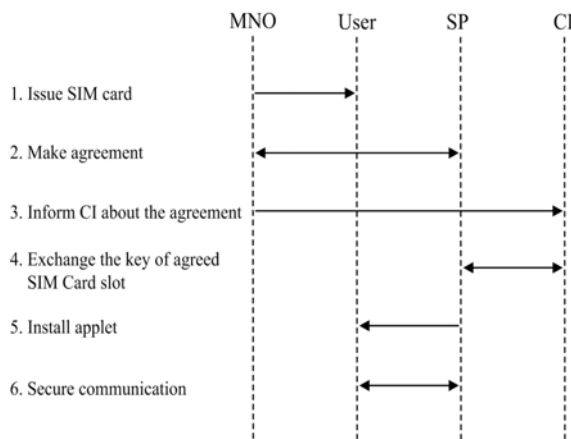 MNO User SP CI
1. Issue SIM card
2. Make agreement
3. Inform CI about the agreement
4. Exchange the key of agreed
SIM Card slot
5. Install applet
6. Secure communication